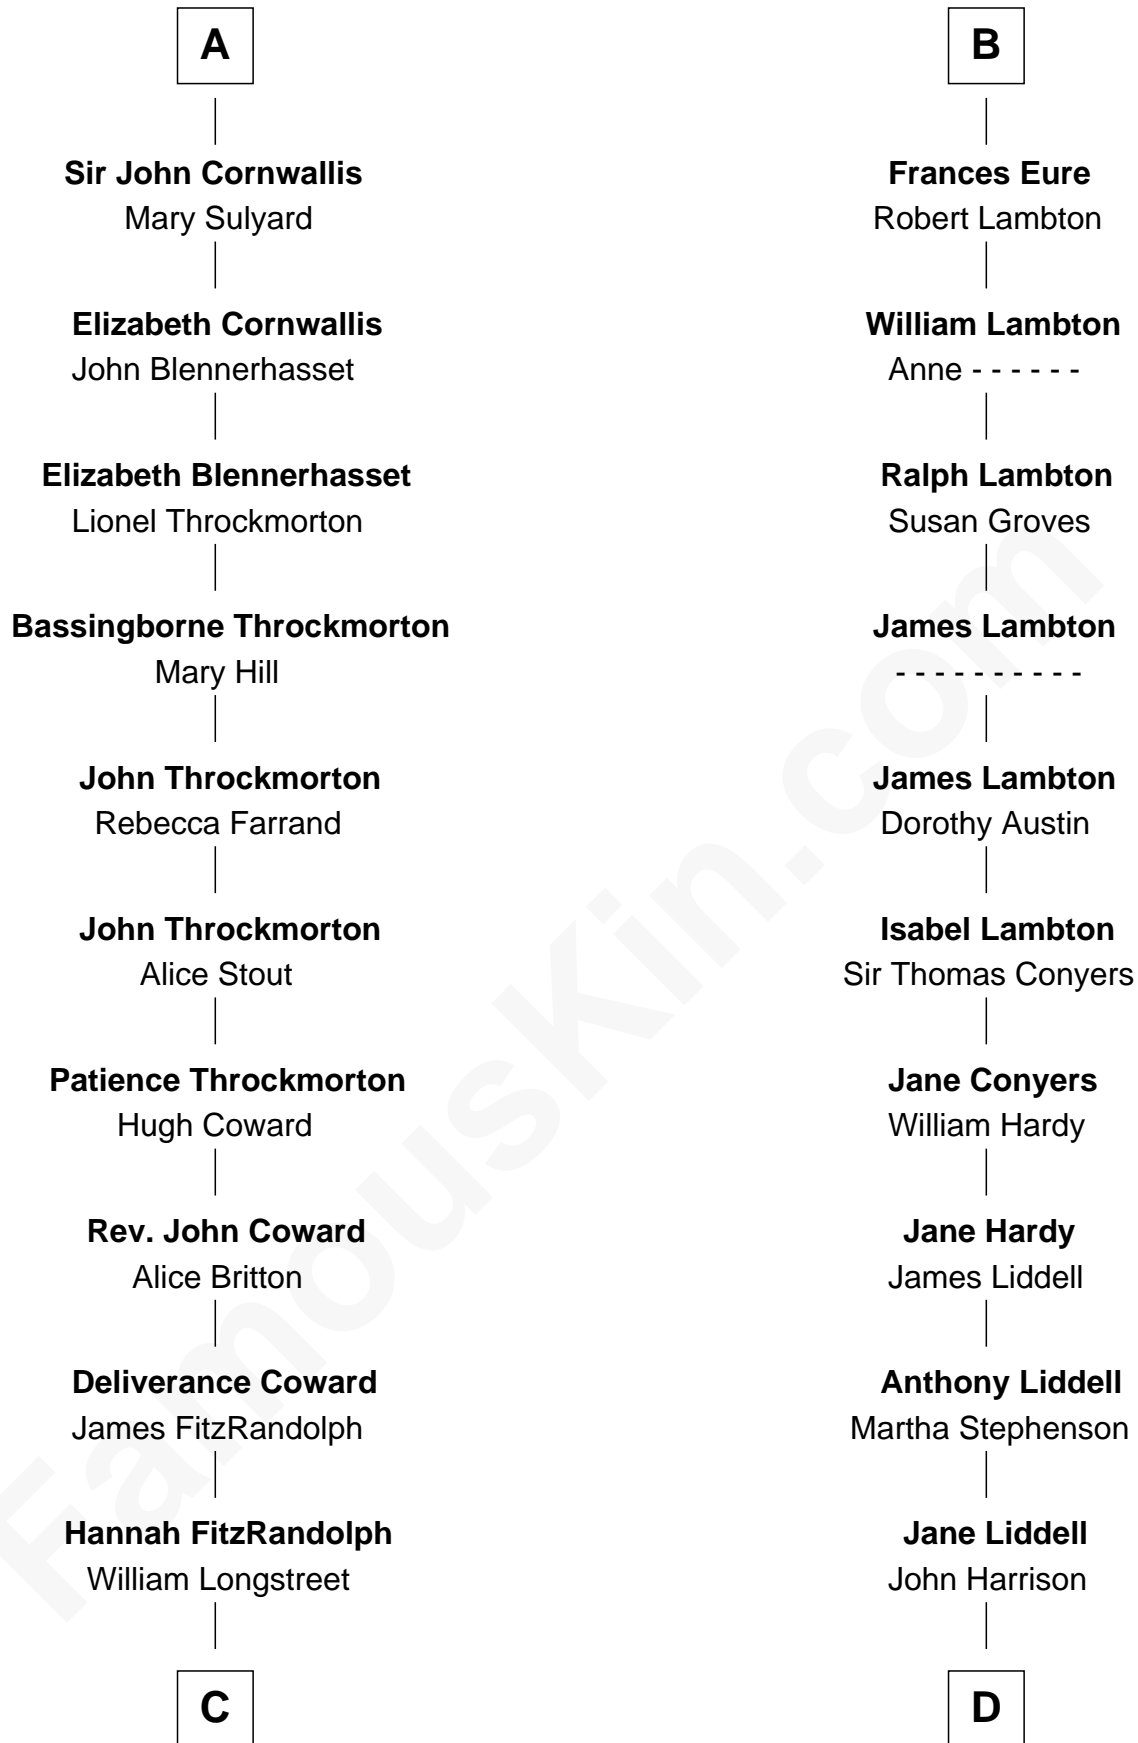 A
Sir John Cornwallis
Mary Sulyard
Elizabeth Cornwallis
John Blennerhasset
Elizabeth Blennerhasset
Lionel Throckmorton
Bassingborne Throckmorton
Mary Hill
John Throckmorton
Rebecca Farrand
John Throckmorton
Alice Stout
Patience Throckmorton
Hugh Coward
Rev. John Coward
Alice Britton
Deliverance Coward
James FitzRandolph
Hannah FitzRandolph
William Longstreet
C
B
Frances Eure
Robert Lambton
William Lambton
Anne - - - - - -
Ralph Lambton
Susan Groves
James Lambton
- - - - - - - - - -
James Lambton
Dorothy Austin
Isabel Lambton
Sir Thomas Conyers
Jane Conyers
William Hardy
Jane Hardy
James Liddell
Anthony Liddell
Martha Stephenson
Jane Liddell
John Harrison
D
FamousKin.com